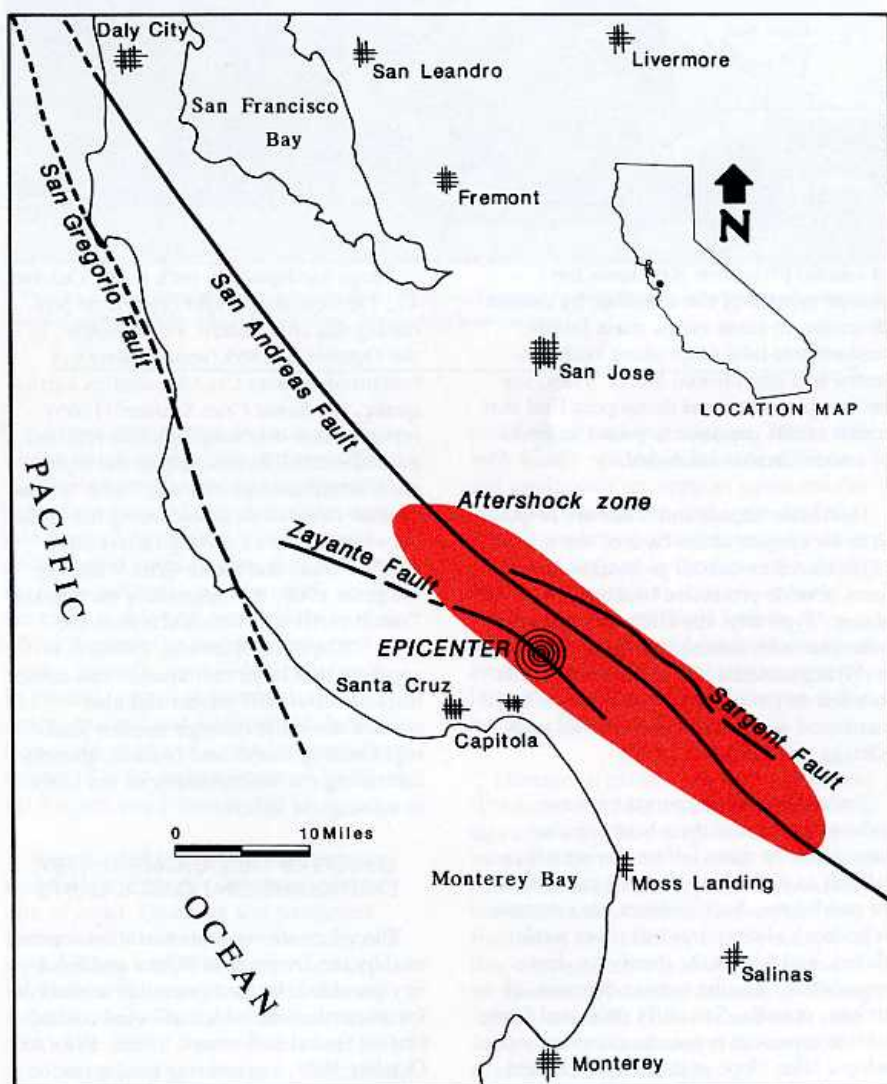 Daly City
San Leandro
Livermore
San Francisco
Bay
Fremont
N
San Gregorio Fault
San Andreas Fault
San Jose
LOCATION MAP
PACIFIC
OCEAN
Aftershock Zone
Zayante Fault
EPICENTER
Santa Cruz
Capitola
Sargent Fault
0 10 Miles
Monterey Bay
Moss Landing
Salinas
Monterey